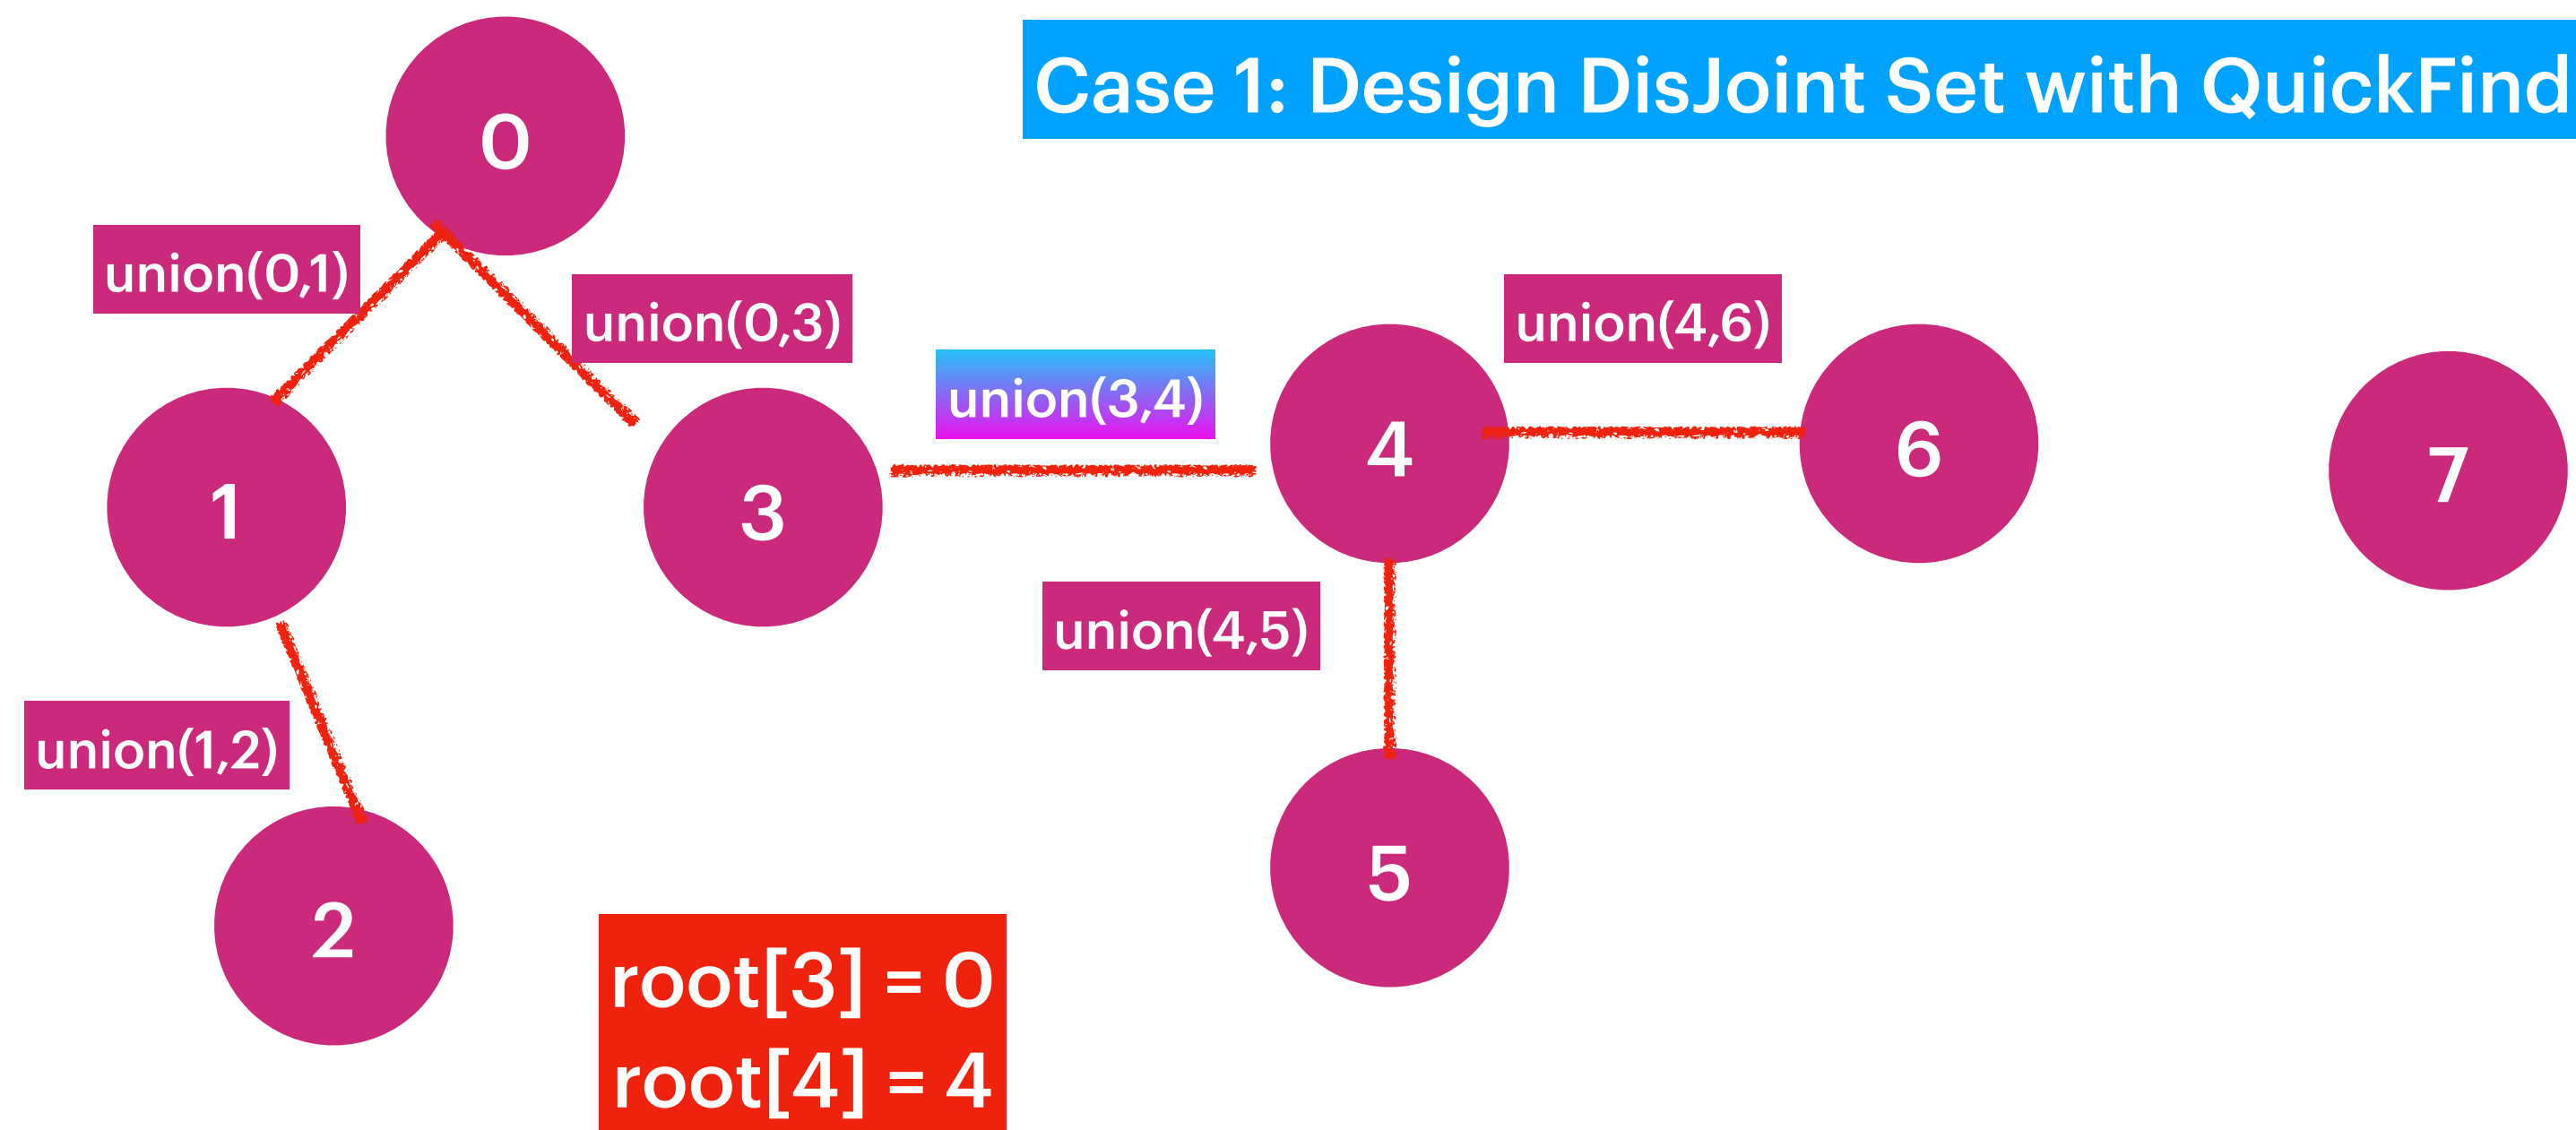 Case 1: Design DisJoint Set with QuickFind
0
union(0,1)
union(0,3)
union(3,4)
union(4,6)
1
3
4
6
7
union(4,5)
union(1,2)
2
5
root[3] = 0
root[4] = 4